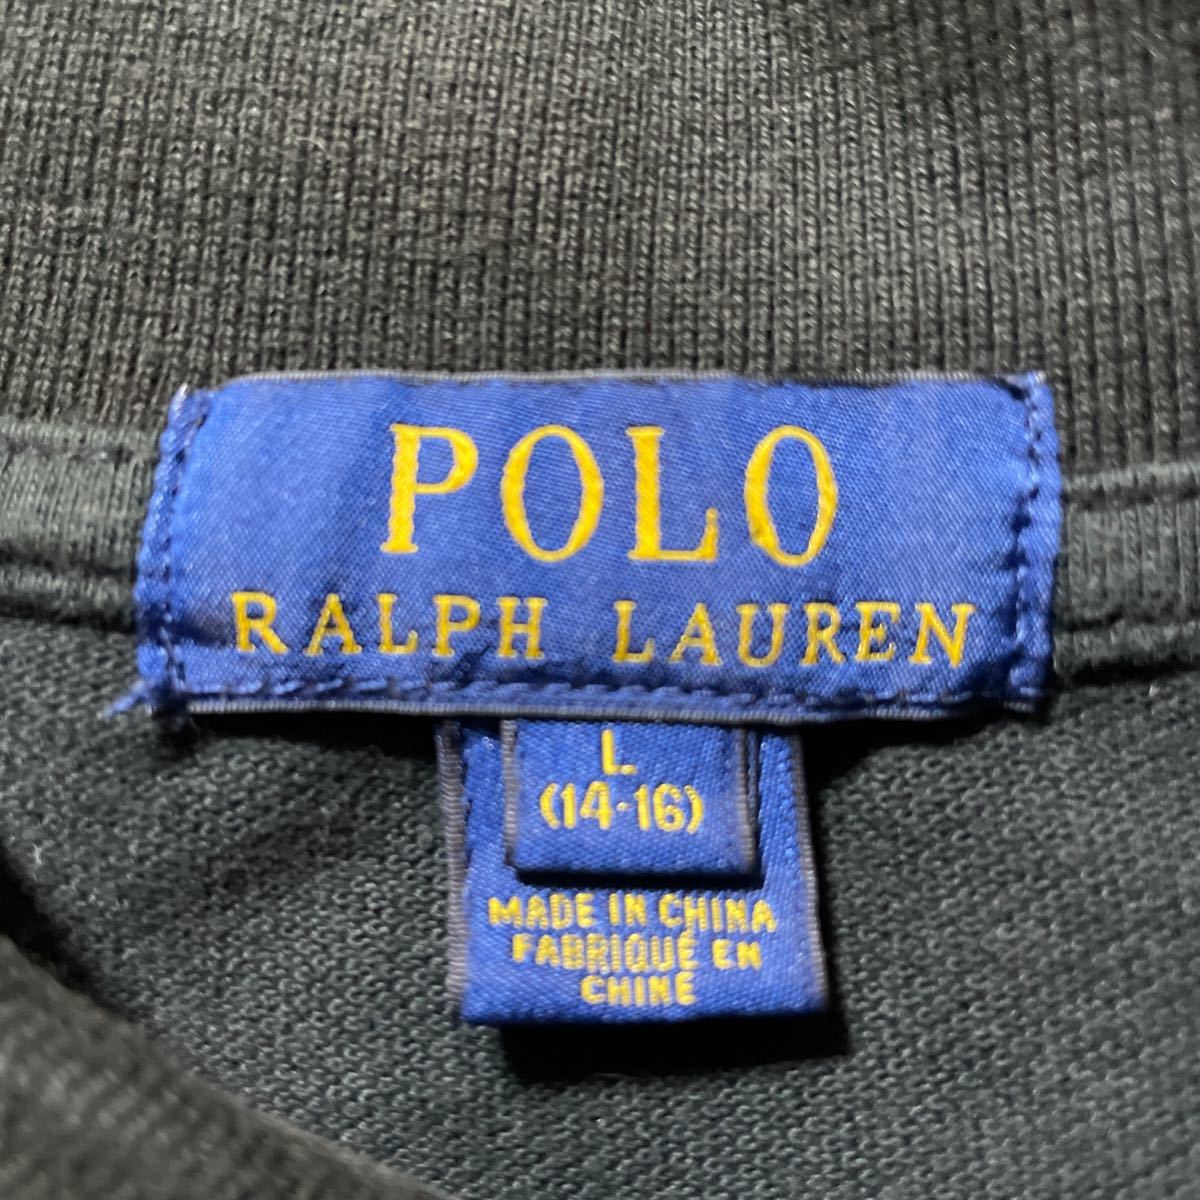 POLO
RALPH LAUREN
L
(14-16)
MADE IN CHINA
FABRIQUÉ EN
CHINE